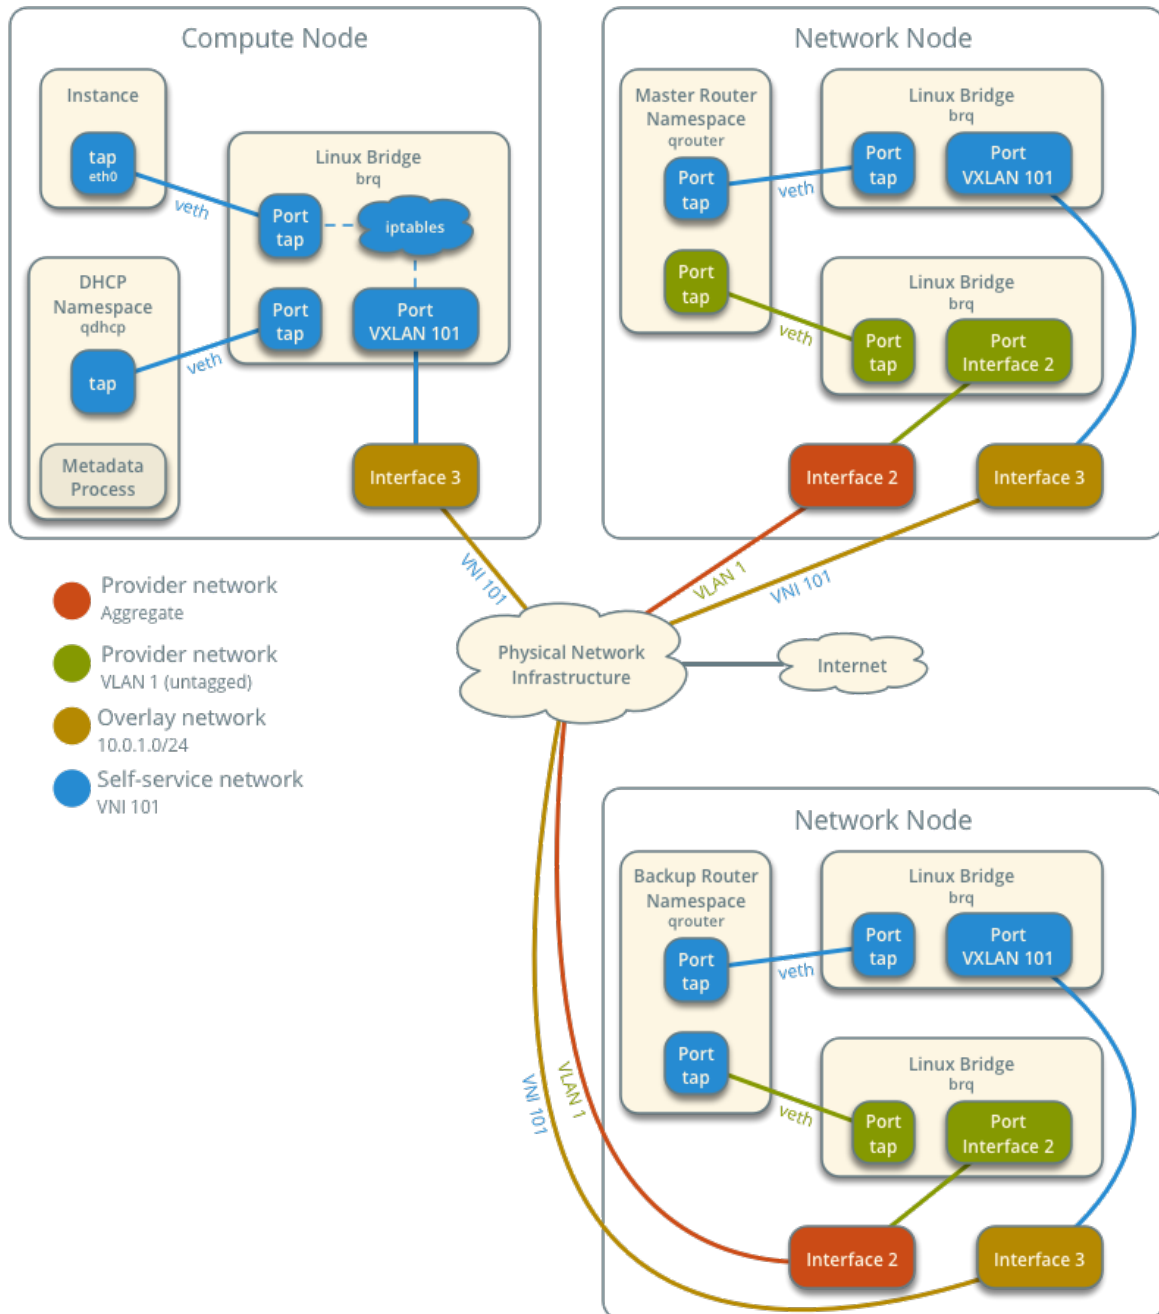 Compute Node
Instance
tap
eth0
veth
Linux Bridge
brq
Port
tap
iptables
DHCP
Namespace
qdhcp
tap
veth
Port
tap
Port
VXLAN 101
Metadata
Process
Interface 3
VNI 101
Network Node
Master Router
Namespace
qrouter
Port
tap
veth
Linux Bridge
brq
Port
tap
Port
VXLAN 101
Port
tap
veth
Linux Bridge
brq
Port
tap
Port
Interface 2
Interface 2
Interface 3
VLAN 1
VNI 101
Provider network
Aggregate
Provider network
VLAN 1 (untagged)
Overlay network
10.0.1.0/24
Self-service network
VNI 101
Physical Network
Infrastructure
Internet
VNI 101
VLAN 1
Network Node
Backup Router
Namespace
qrouter
Port
tap
veth
Linux Bridge
brq
Port
tap
Port
VXLAN 101
Port
tap
veth
Linux Bridge
brq
Port
tap
Port
Interface 2
Interface 2
Interface 3